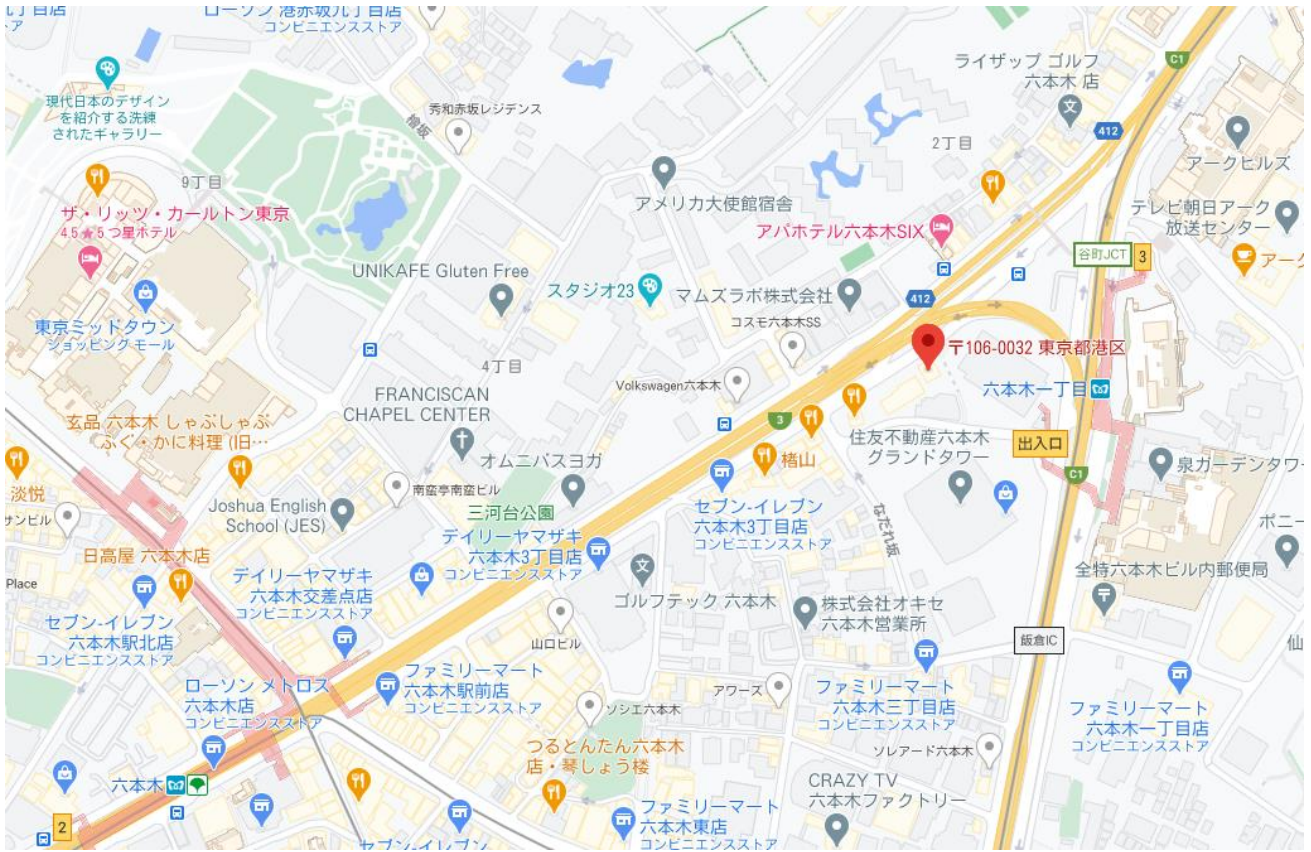 九丁目店
ローソン 港赤坂九丁目店
コンビニエンスストア
現代日本のデザイン
を紹介する洗練
されたギャラリー
秀和赤坂レジデンス
檜坂
ライザップ ゴルフ
六本木 店
C1
412
2丁目
アークヒルズ
9丁目
アメリカ大使館宿舎
ザ・リッツ・カールトン東京
4.5★5 つ星ホテル
アパホテル六本木SIX
テレビ朝日アーク
放送センター
谷町JCT
3
アーク
UNIKAFE Gluten Free
スタジオ23
マムズラボ株式会社
412
東京ミッドタウン
ショッピングモール
コスモ六本木SS
〒106-0032 東京都港区
4丁目
Volkswagen六本木
六本木一丁目
FRANCISCAN
CHAPEL CENTER
3
玄品 六本木 しゃぶしゃぶ
ふぐ・かに料理 (旧…
オムニバスヨガ
楮山
住友不動産六本木
グランドタワー
出入口
C1
泉ガーデンタワー
淡悦
サンビル
Joshua English
School (JES)
南蛮亭南蛮ビル
三河台公園
セブン-イレブン
六本木3丁目店
コンビニエンスストア
なだれ坂
ポニー
日高屋 六本木店
デイリーヤマザキ
六本木3丁目店
コンビニエンスストア
Place
デイリーヤマザキ
六本木交差点店
コンビニエンスストア
ゴルフテック 六本木
株式会社オキセ
六本木営業所
全特六本木ビル内郵便局
セブン-イレブン
六本木駅北店
コンビニエンスストア
山口ビル
飯倉IC
仙
ローソン メトロス
六本木店
コンビニエンスストア
ファミリーマート
六本木駅前店
コンビニエンスストア
ソシエ六本木
アワーズ
ファミリーマート
六本木三丁目店
コンビニエンスストア
ファミリーマート
六本木一丁目店
コンビニエンスストア
つるとんたん六本木
店・琴しょう楼
ソレアード六本木
六本木
CRAZY TV
六本木ファクトリー
2
ファミリーマート
六本木東店
コンビニエンスストア
セブン-イレブン